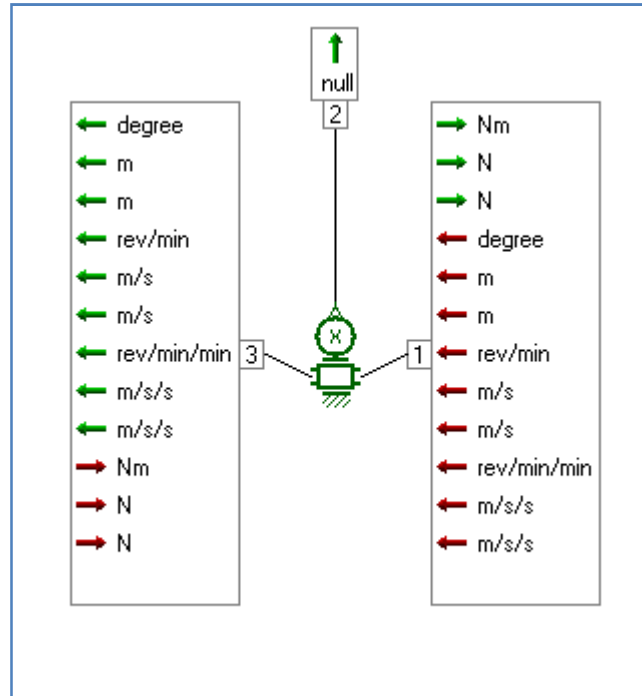 null
2
degree
m
m
rev/min
m/s
m/s
rev/min/min
m/s/s
m/s/s
Nm
N
N
3
x
1
Nm
N
N
degree
m
m
rev/min
m/s
m/s
rev/min/min
m/s/s
m/s/s